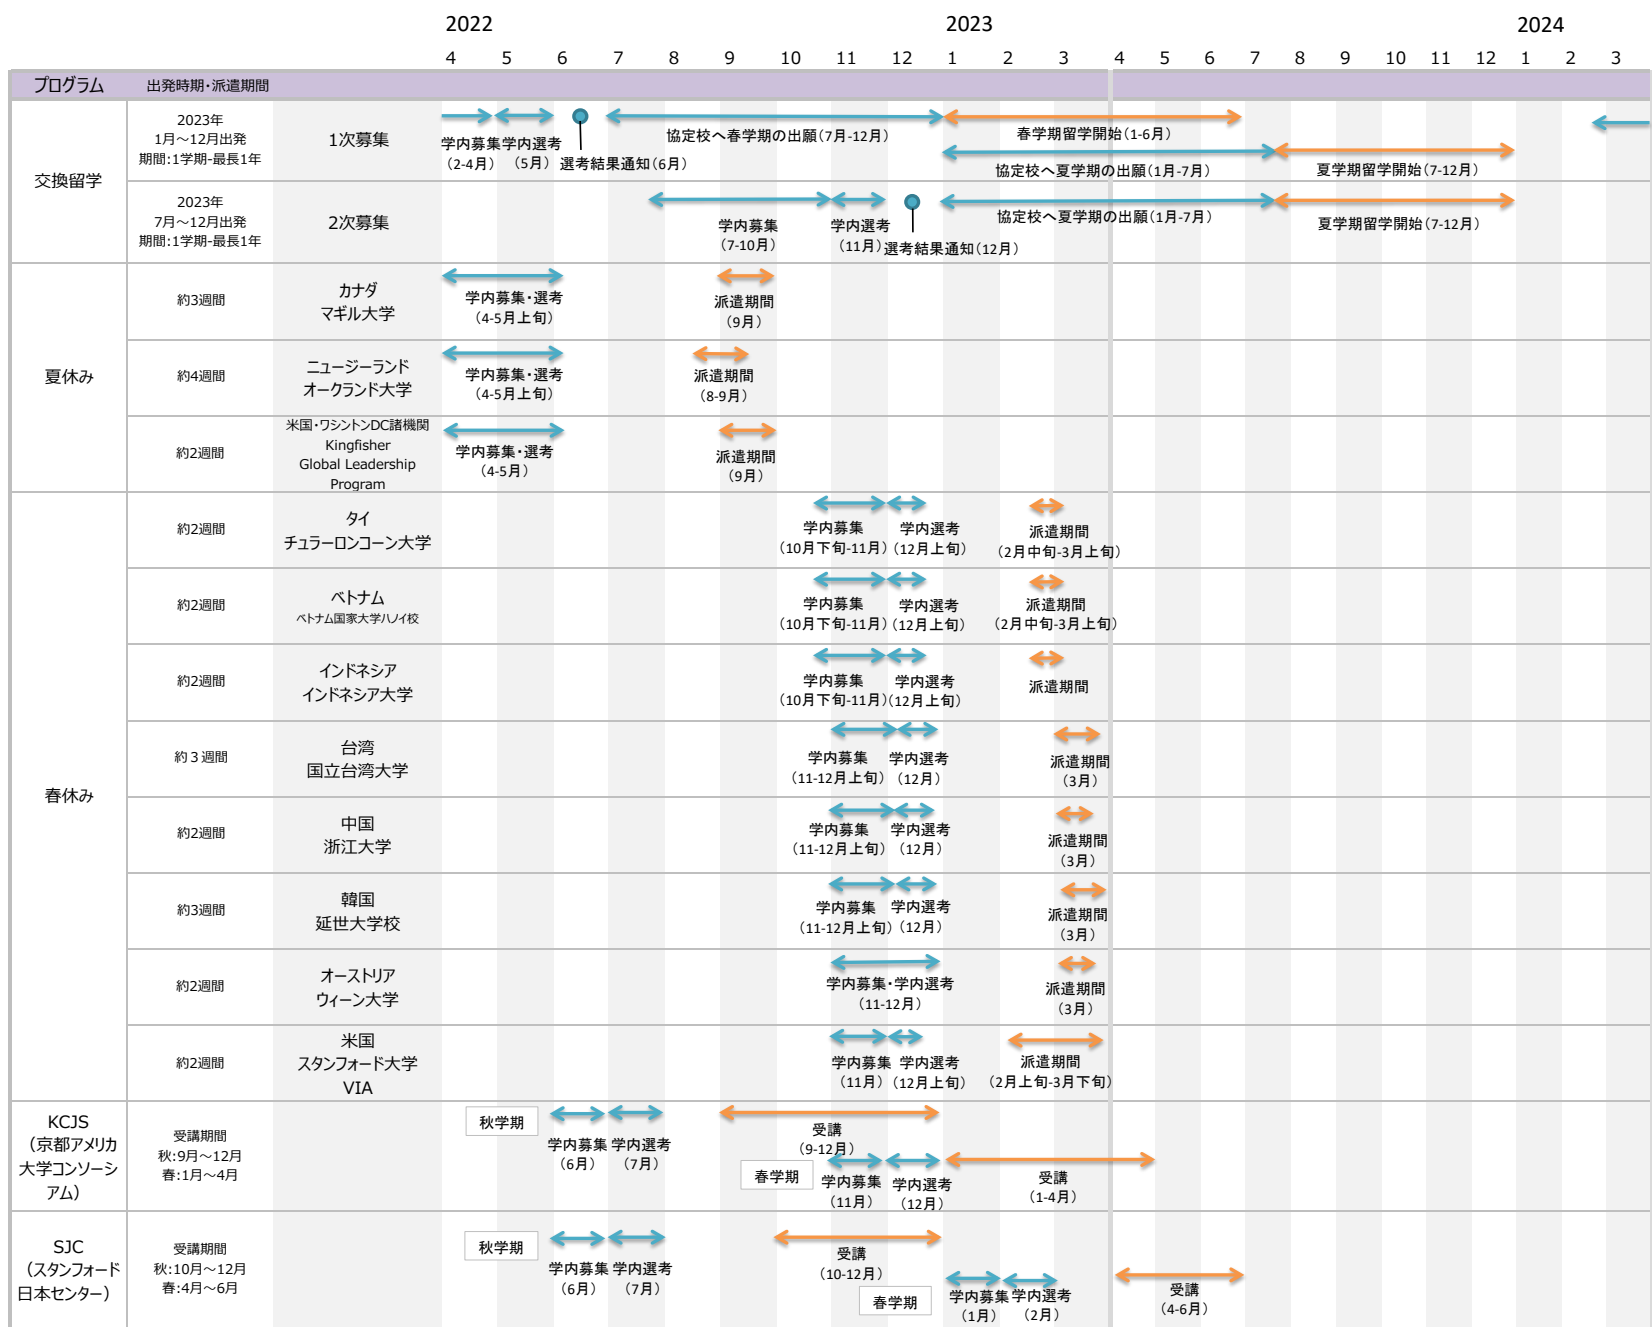 2022 2023 2024
4 5 6 7 8 9 10 11 12 1 2 3 4 5 6 7 8 9 10 11 12 1 2 3
プログラム 出発時期・派遣期間
交換留学
2023年
1月～12月出発
期間:1学期-最長1年
1次募集
学内募集
(2-4月)
学内選考
(5月)
選考結果通知(6月)
協定校へ春学期の出願(7月-12月)
春学期留学開始(1-6月)
協定校へ夏学期の出願(1月-7月)
夏学期留学開始(7-12月)
2023年
7月～12月出発
期間:1学期-最長1年
2次募集
学内募集
(7-10月)
学内選考
(11月)
選考結果通知(12月)
協定校へ夏学期の出願(1月-7月)
夏学期留学開始(7-12月)
夏休み
約3週間
カナダ
マギル大学
学内募集・選考
(4-5月上旬)
派遣期間
(9月)
約4週間
ニュージーランド
オークランド大学
学内募集・選考
(4-5月上旬)
派遣期間
(8-9月)
約2週間
米国・ワシントンDC諸機関
Kingfisher
Global Leadership
Program
学内募集・選考
(4-5月)
派遣期間
(9月)
春休み
約2週間
タイ
チュラーロンコーン大学
学内募集
(10月下旬-11月)
学内選考
(12月上旬)
派遣期間
(2月中旬-3月上旬)
約2週間
ベトナム
ベトナム国家大学ハノイ校
学内募集
(10月下旬-11月)
学内選考
(12月上旬)
派遣期間
(2月中旬-3月上旬)
約2週間
インドネシア
インドネシア大学
学内募集
(10月下旬-11月)
学内選考
(12月上旬)
派遣期間
約３週間
台湾
国立台湾大学
学内募集
(11-12月上旬)
学内選考
(12月)
派遣期間
(3月)
約2週間
中国
浙江大学
学内募集
(11-12月上旬)
学内選考
(12月)
派遣期間
(3月)
約3週間
韓国
延世大学校
学内募集
(11-12月上旬)
学内選考
(12月)
派遣期間
(3月)
約2週間
オーストリア
ウィーン大学
学内募集・学内選考
(11-12月)
派遣期間
(3月)
約2週間
米国
スタンフォード大学
VIA
学内募集
(11月)
学内選考
(12月上旬)
派遣期間
(2月上旬-3月下旬)
KCJS
(京都アメリカ
大学コンソーシ
アム)
受講期間
秋:9月～12月
春:1月～4月
秋学期
学内募集
(6月)
学内選考
(7月)
受講
(9-12月)
春学期
学内募集
(11月)
学内選考
(12月)
受講
(1-4月)
SJC
(スタンフォード
日本センター)
受講期間
秋:10月～12月
春:4月～6月
秋学期
学内募集
(6月)
学内選考
(7月)
受講
(10-12月)
春学期
学内募集
(1月)
学内選考
(2月)
受講
(4-6月)